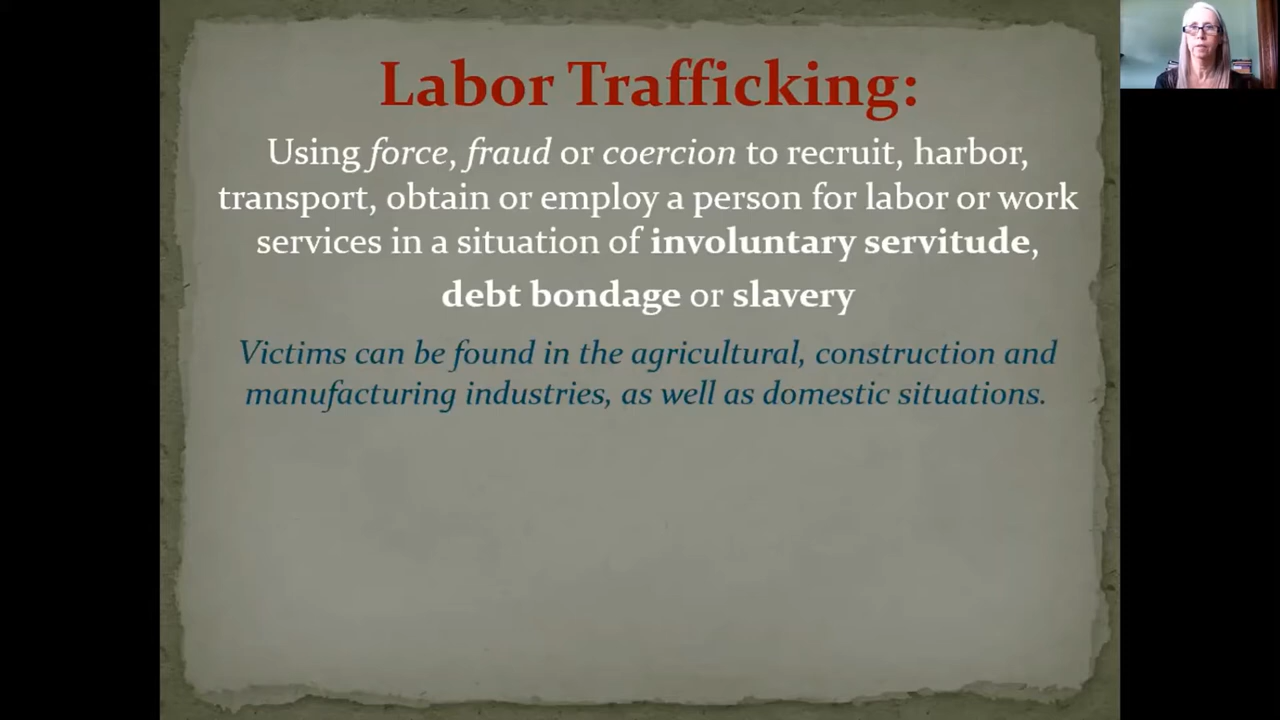 Labor Trafficking:
Using force, fraud or coercion to recruit, harbor,
transport, obtain or employ a person for labor or work
services in a situation of involuntary servitude,
debt bondage or slavery
Victims can be found in the agricultural, construction and
manufacturing industries, as well as domestic situations.